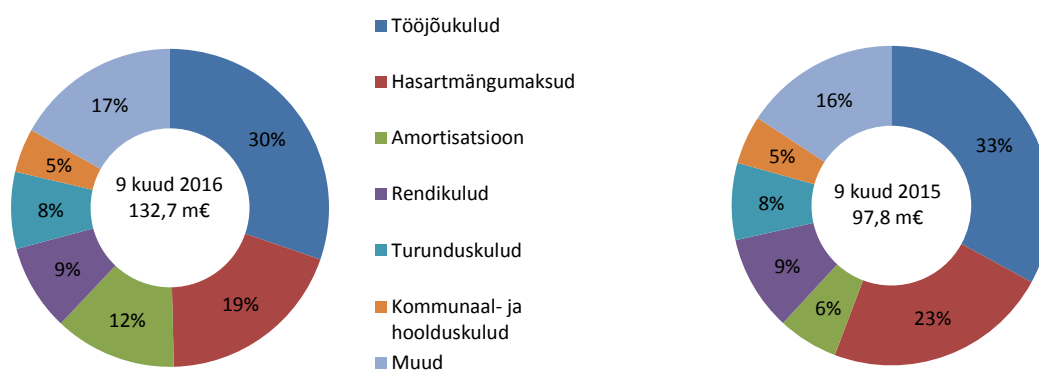 17%
30%
5%
8%
9%
12%
19%
9 kuud 2016
132,7 m€
Tööjõukulud
Hasartmängumaksud
Amortisatsioon
Rendikulud
Turunduskulud
Kommunaal- ja
hoolduskulud
Muud
16%
33%
5%
8%
9%
6%
23%
9 kuud 2015
97,8 m€